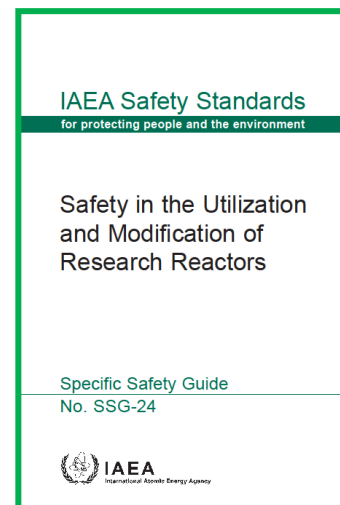 IAEA Safety Standards
for protecting people and the environment
Safety in the Utilization
and Modification of
Research Reactors
Specific Safety Guide
No. SSG-24
IAEA
International Atomic Energy Agency